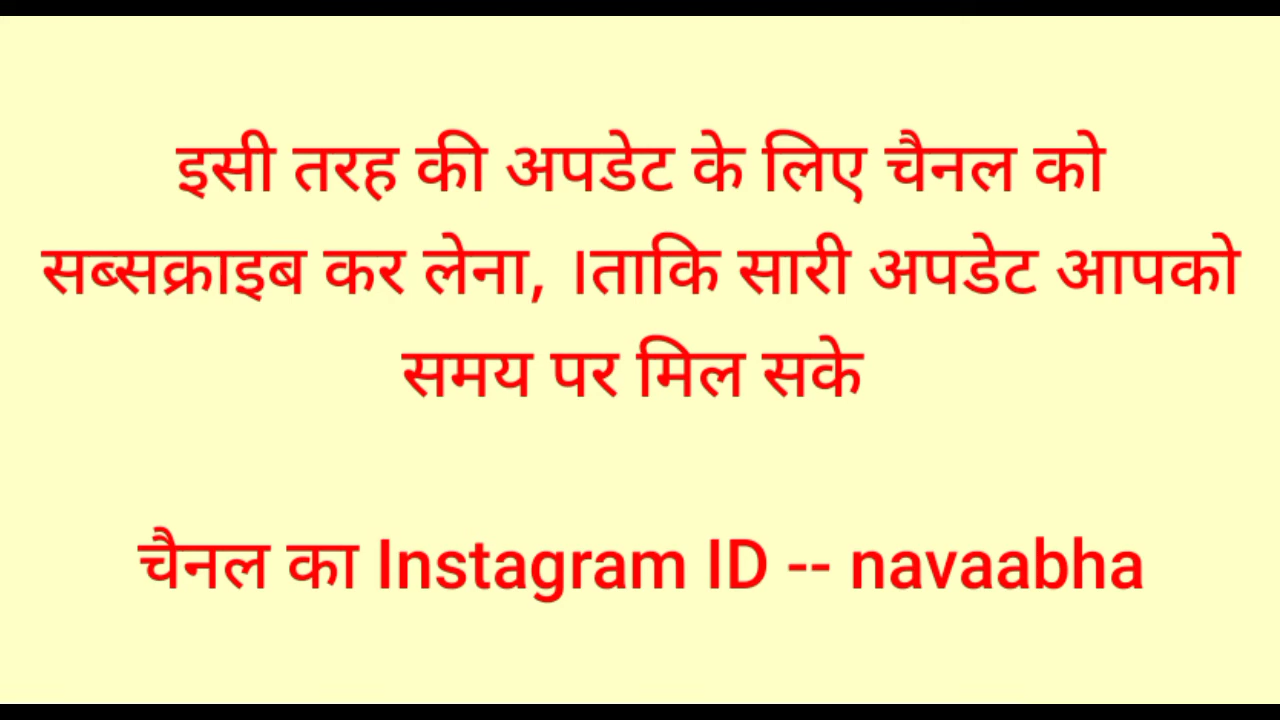 इसी तरह की अपडेट के लिए चैनल को
सब्सक्राइब कर लेना, ।ताकि सारी अपडेट आपको
समय पर मिल सके
चैनल का Instagram ID -- navaabha